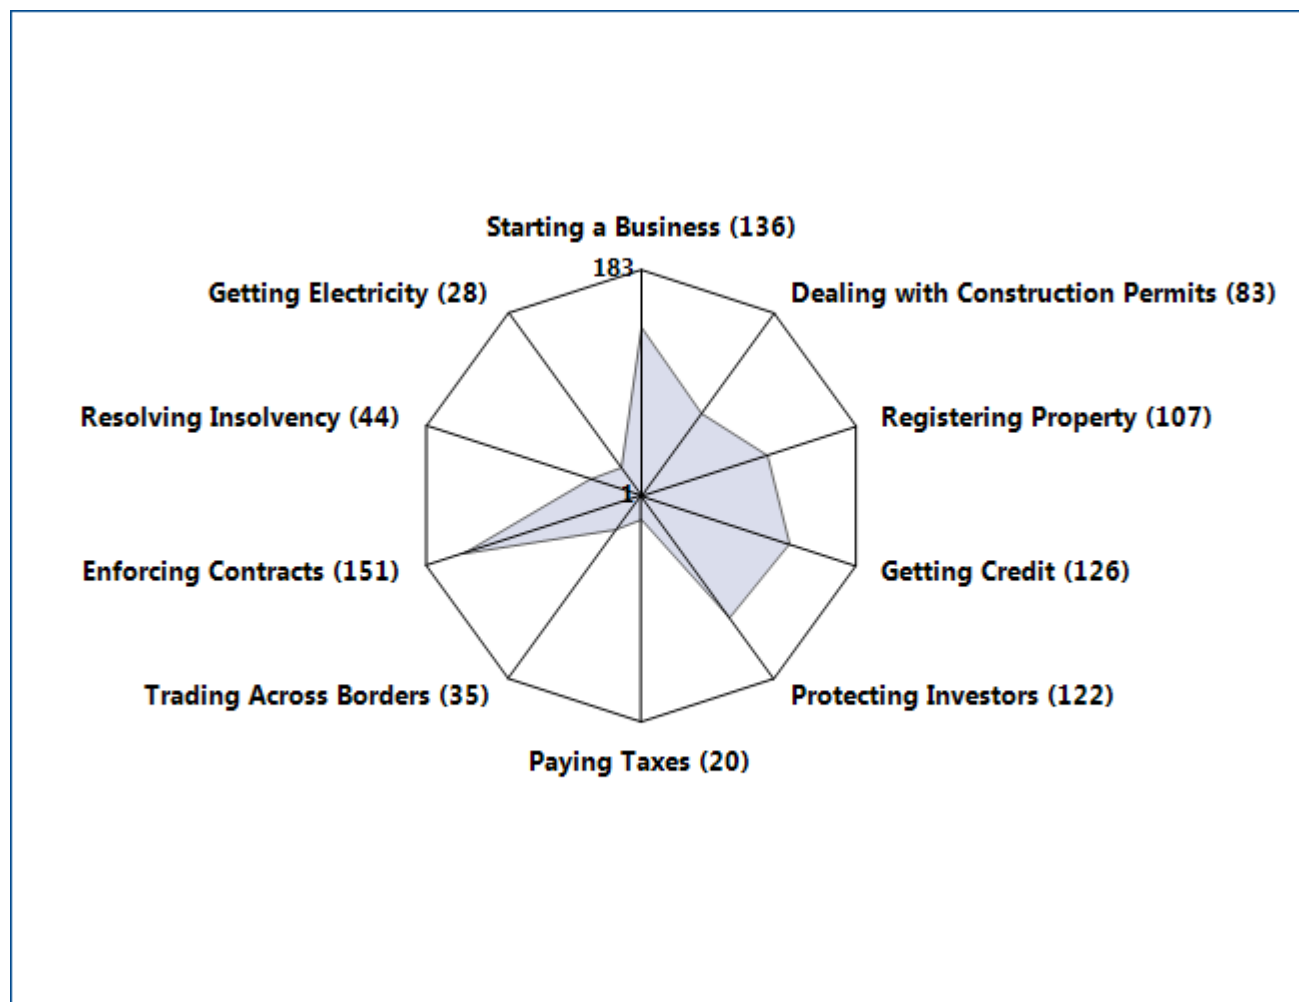 Starting a Business (136)
183
Getting Electricity (28)
Dealing with Construction Permits (83)
Resolving Insolvency (44)
Registering Property (107)
1
Enforcing Contracts (151)
Getting Credit (126)
Trading Across Borders (35)
Protecting Investors (122)
Paying Taxes (20)